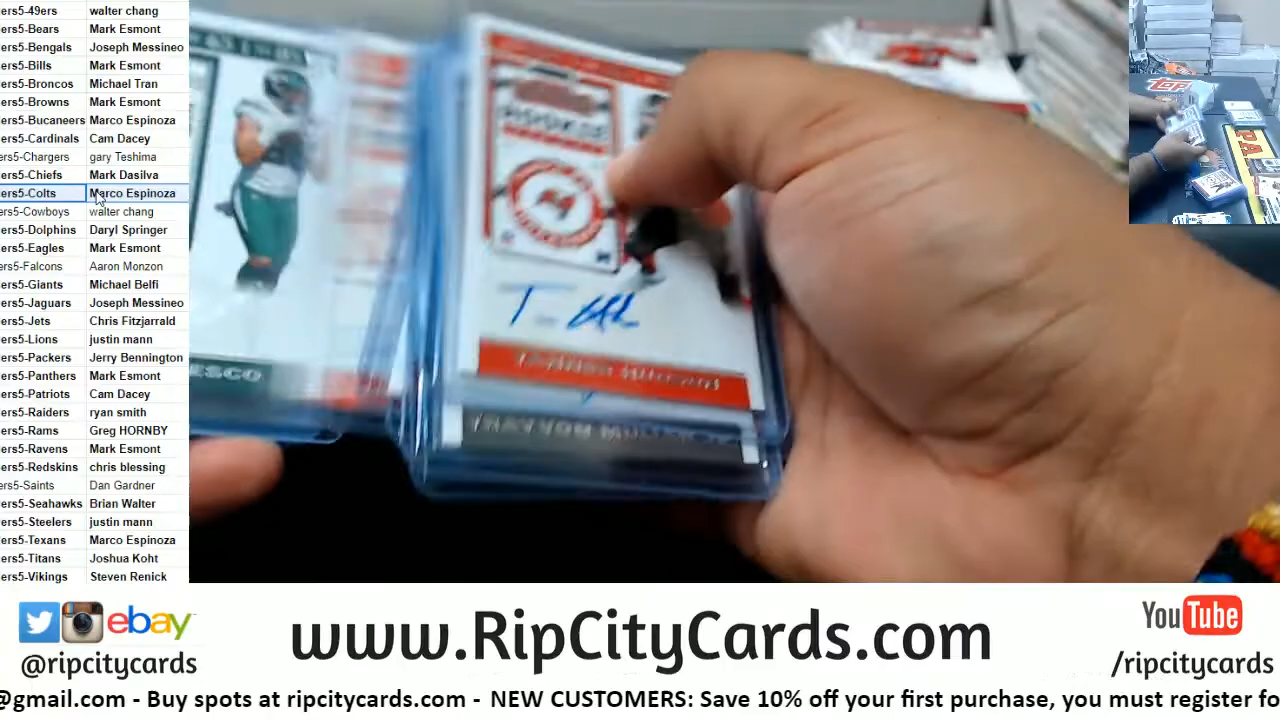 ers5-49ers walter chang
ers5-Bears Mark Esmont
ers5-Bengals Joseph Messineo
ers5-Bills Mark Esmont
ers5-Broncos Michael Tran
ers5-Browns Mark Esmont
ers5-Bucaneers Marco Espinoza
ers5-Cardinals Cam Dacey
ers5-Chargers gary Teshima
ers5-Chiefs Mark Dasilva
ers5-Colts Marco Espinoza
ers5-Cowboys walter chang
ers5-Dolphins Daryl Springer
ers5-Eagles Mark Esmont
ers5-Falcons Aaron Monzon
ers5-Giants Michael Belfi
ers5-Jaguars Joseph Messineo
ers5-Jets Chris Fitzjarrald
ers5-Lions justin mann
ers5-Packers Jerry Bennington
ers5-Panthers Mark Esmont
ers5-Patriots Cam Dacey
ers5-Raiders ryan smith
ers5-Rams Greg HORNBY
ers5-Ravens Mark Esmont
ers5-Redskins chris blessing
ers5-Saints Dan Gardner
ers5-Seahawks Brian Walter
ers5-Steelers justin mann
ers5-Texans Marco Espinoza
ers5-Titans Joshua Koht
ers5-Vikings Steven Renick
ROOKIE
ESCO
TOPPS
PA
ebay
@ripcitycards
www.RipCityCards.com
YouTube
/ripcitycards
@gmail.com - Buy spots at ripcitycards.com - NEW CUSTOMERS: Save 10% off your first purchase, you must register fo